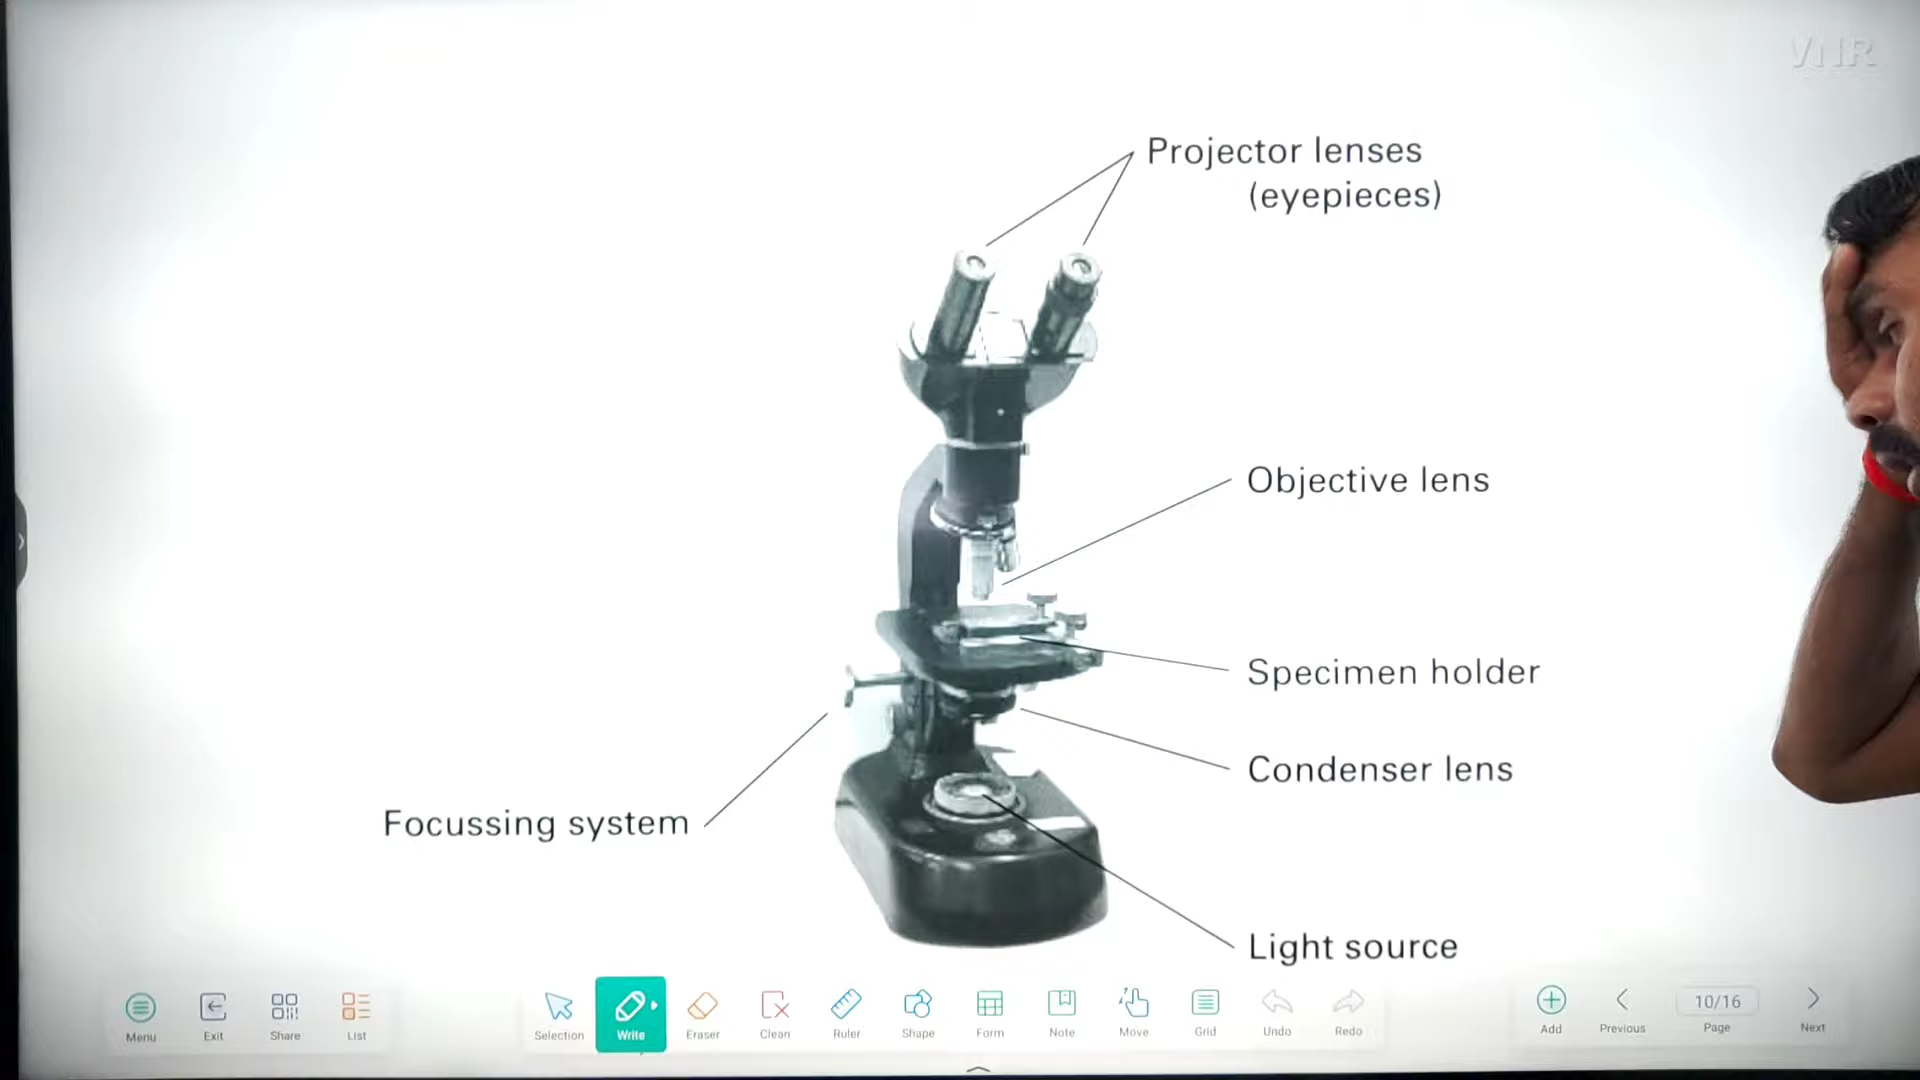 VNR
Projector lenses
(eyepieces)
Objective lens
Specimen holder
Condenser lens
Focussing system
Light source
Menu
Exit
Share
List
Selection
Write
Eraser
Clean
Ruler
Shape
Form
Note
Move
Grid
Undo
Redo
Add
Previous
10/16
Page
Next